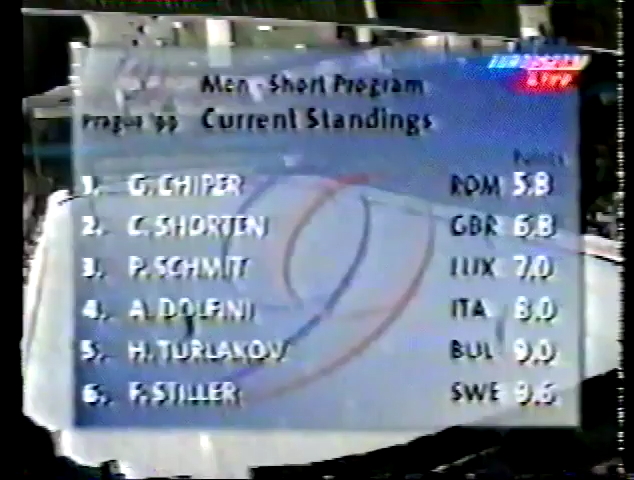 EUROSPORT
LIVE
Men - Short Program
Prague '99 Current Standings
Points
1. G. CHIPER ROM 5.8
2. C. SHORTEN GBR 6.8
3. P. SCHMIT LUX 7.0
4. A. DOLFINI ITA 8.0
5. H. TURLAKOV BUL 9.0
6. F. STILLER SWE 9.6